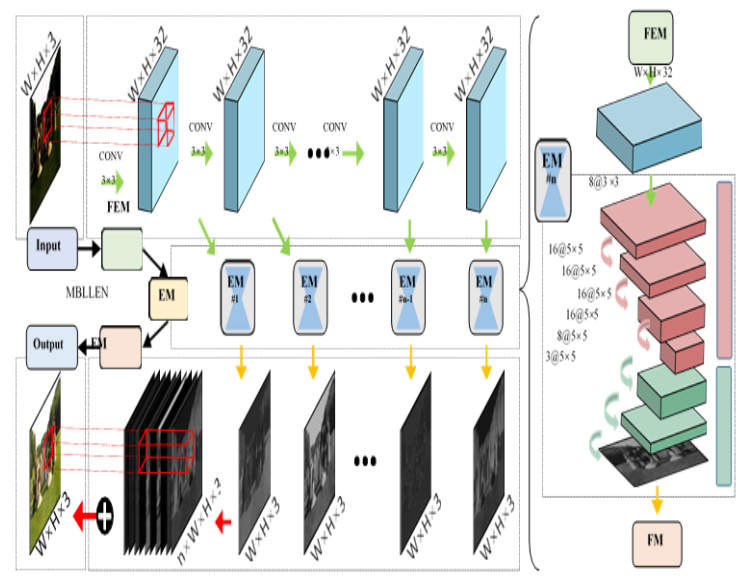 W×H×3
W×H×32
W×H×32
W×H×32
W×H×32
CONV
3×3
CONV
3×3
CONV
3×3
CONV
×3
CONV
3×3
FEM
Input
MBLLEN
EM
Output
EM
EM
#1
EM
#2
EM
#n-1
EM
#n
W×H×3
n×W×H×3
W×H×3
W×H×3
W×H×3
W×H×3
FEM
W×H×32
EM
#n
8@3×3
16@5×5
16@5×5
16@5×5
16@5×5
8@5×5
3@5×5
FM